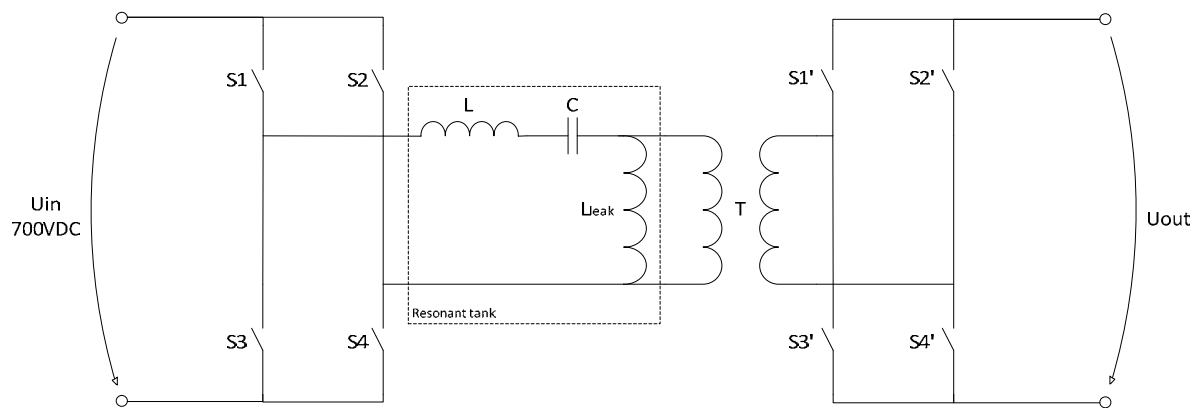 S1
S2
L
C
S1'
S2'
Uin
700VDC
Lleak
T
Uout
Resonant tank
S3
S4
S3'
S4'